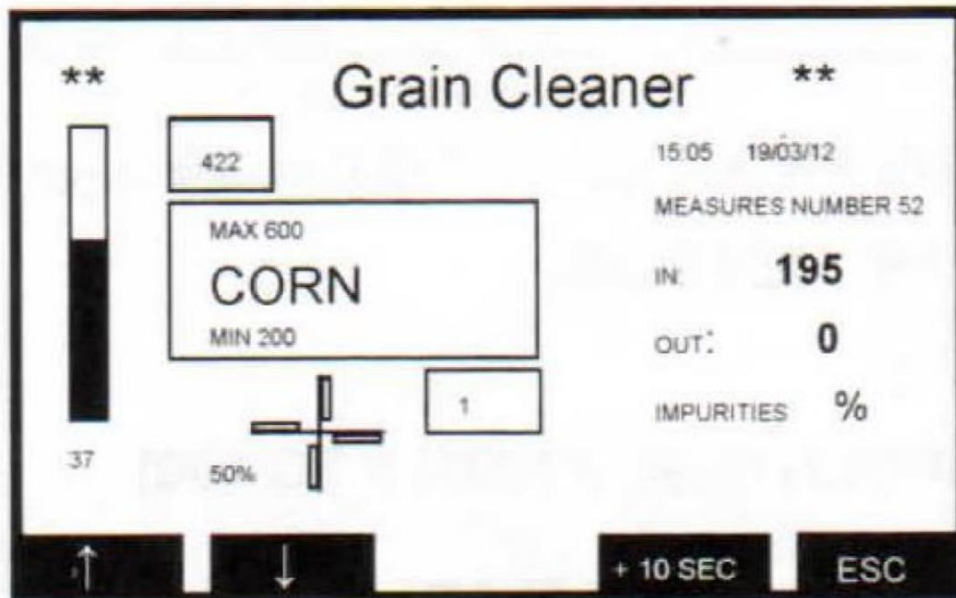 ** Grain Cleaner **
422
15:05 19/03/12
MEASURES NUMBER 52
MAX 600
CORN
MIN 200
IN: 195
OUT: 0
1
IMPURITIES %
37
50%
↑ ↓ + 10 SEC ESC